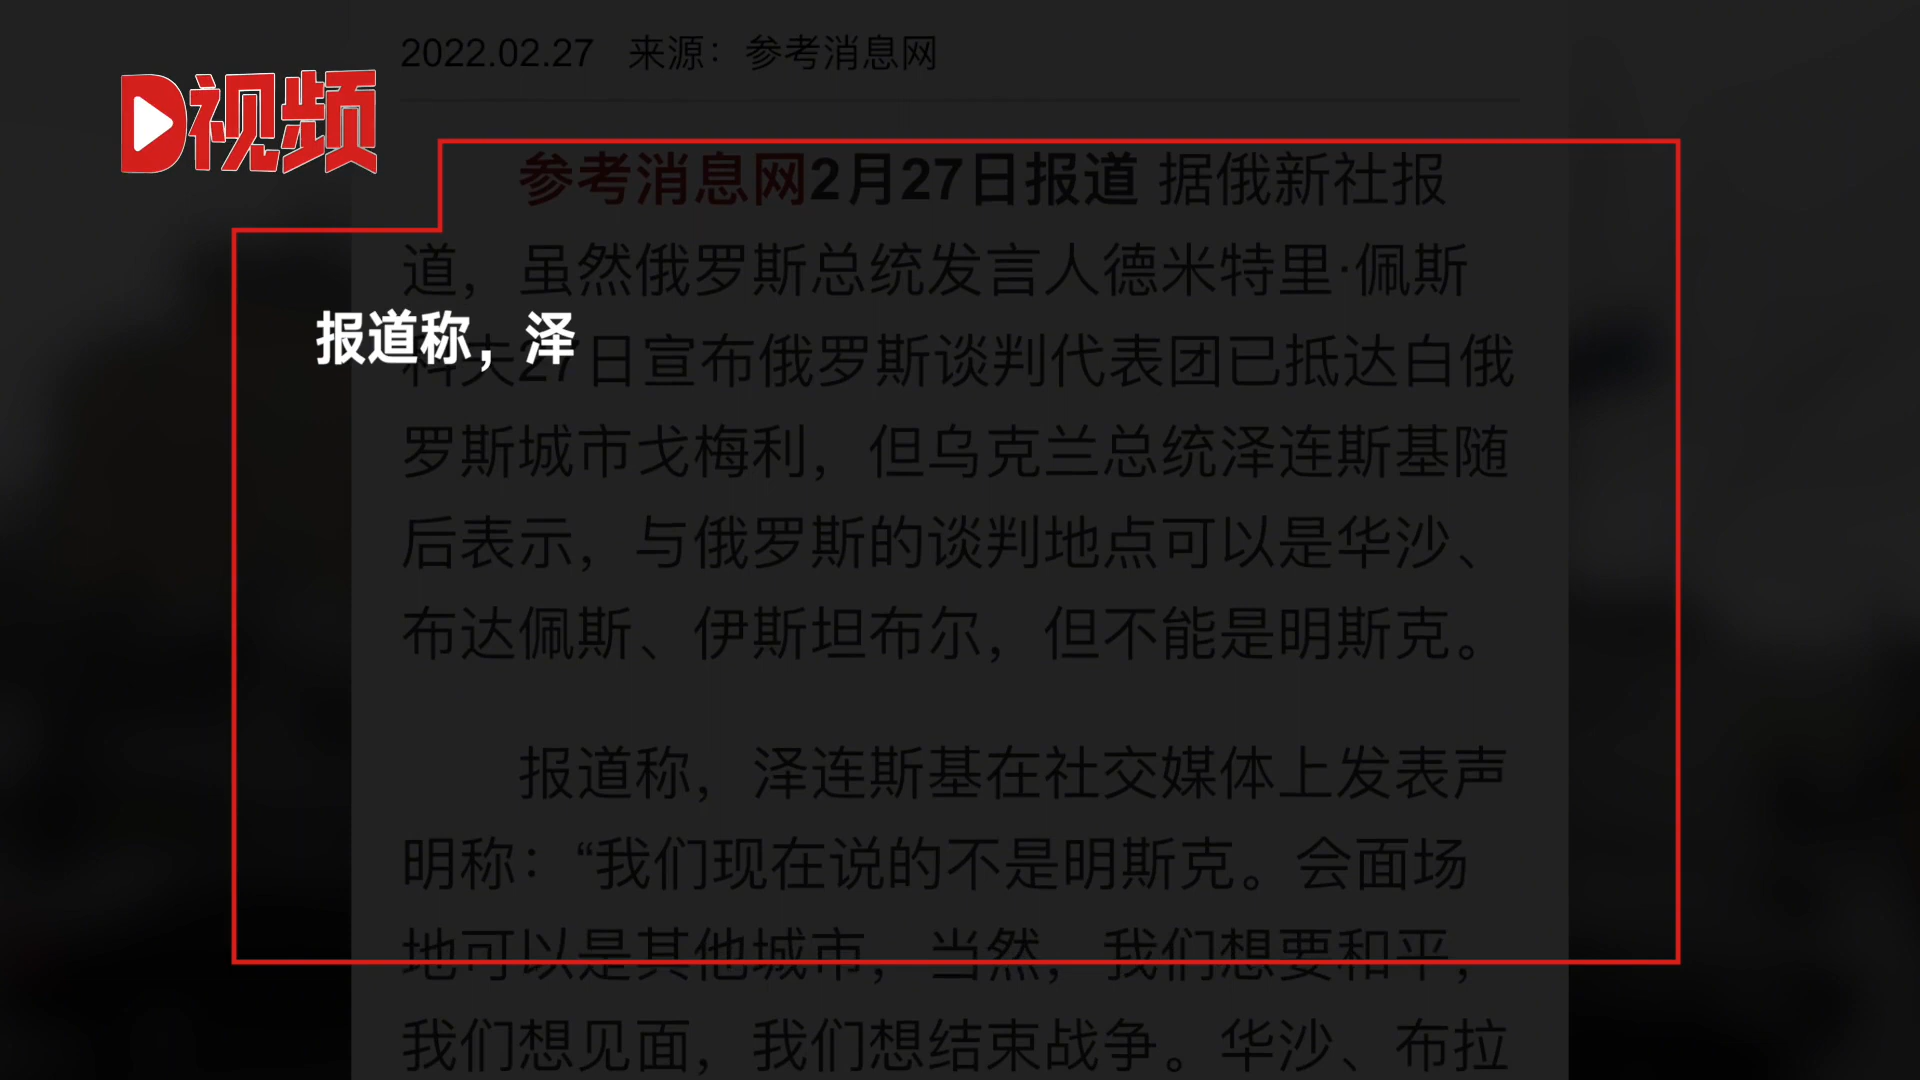 2022.02.27 来源：参考消息网
D视频
参考消息网2月27日报道 据俄新社报
道，虽然俄罗斯总统发言人德米特里·佩斯
报道称，泽
科夫27日宣布俄罗斯谈判代表团已抵达白俄
罗斯城市戈梅利，但乌克兰总统泽连斯基随
后表示，与俄罗斯的谈判地点可以是华沙、
布达佩斯、伊斯坦布尔，但不能是明斯克。
报道称，泽连斯基在社交媒体上发表声
明称：“我们现在说的不是明斯克。会面场
地可以是其他城市，当然，我们想要和平，
我们想见面，我们想结束战争。华沙、布拉